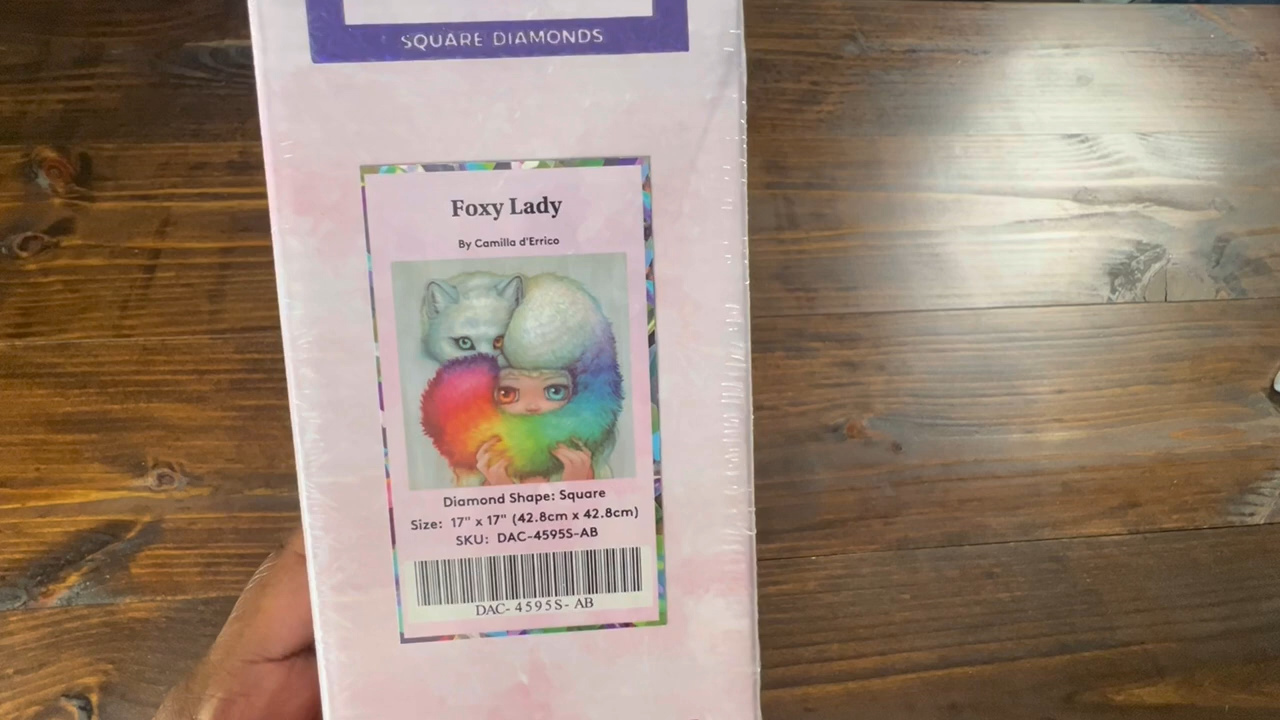 SQUARE DIAMONDS
Foxy Lady
By Camilla d'Errico
Diamond Shape: Square
Size: 17" x 17" (42.8cm x 42.8cm)
SKU: DAC-4595S-AB
DAC- 4595S- AB